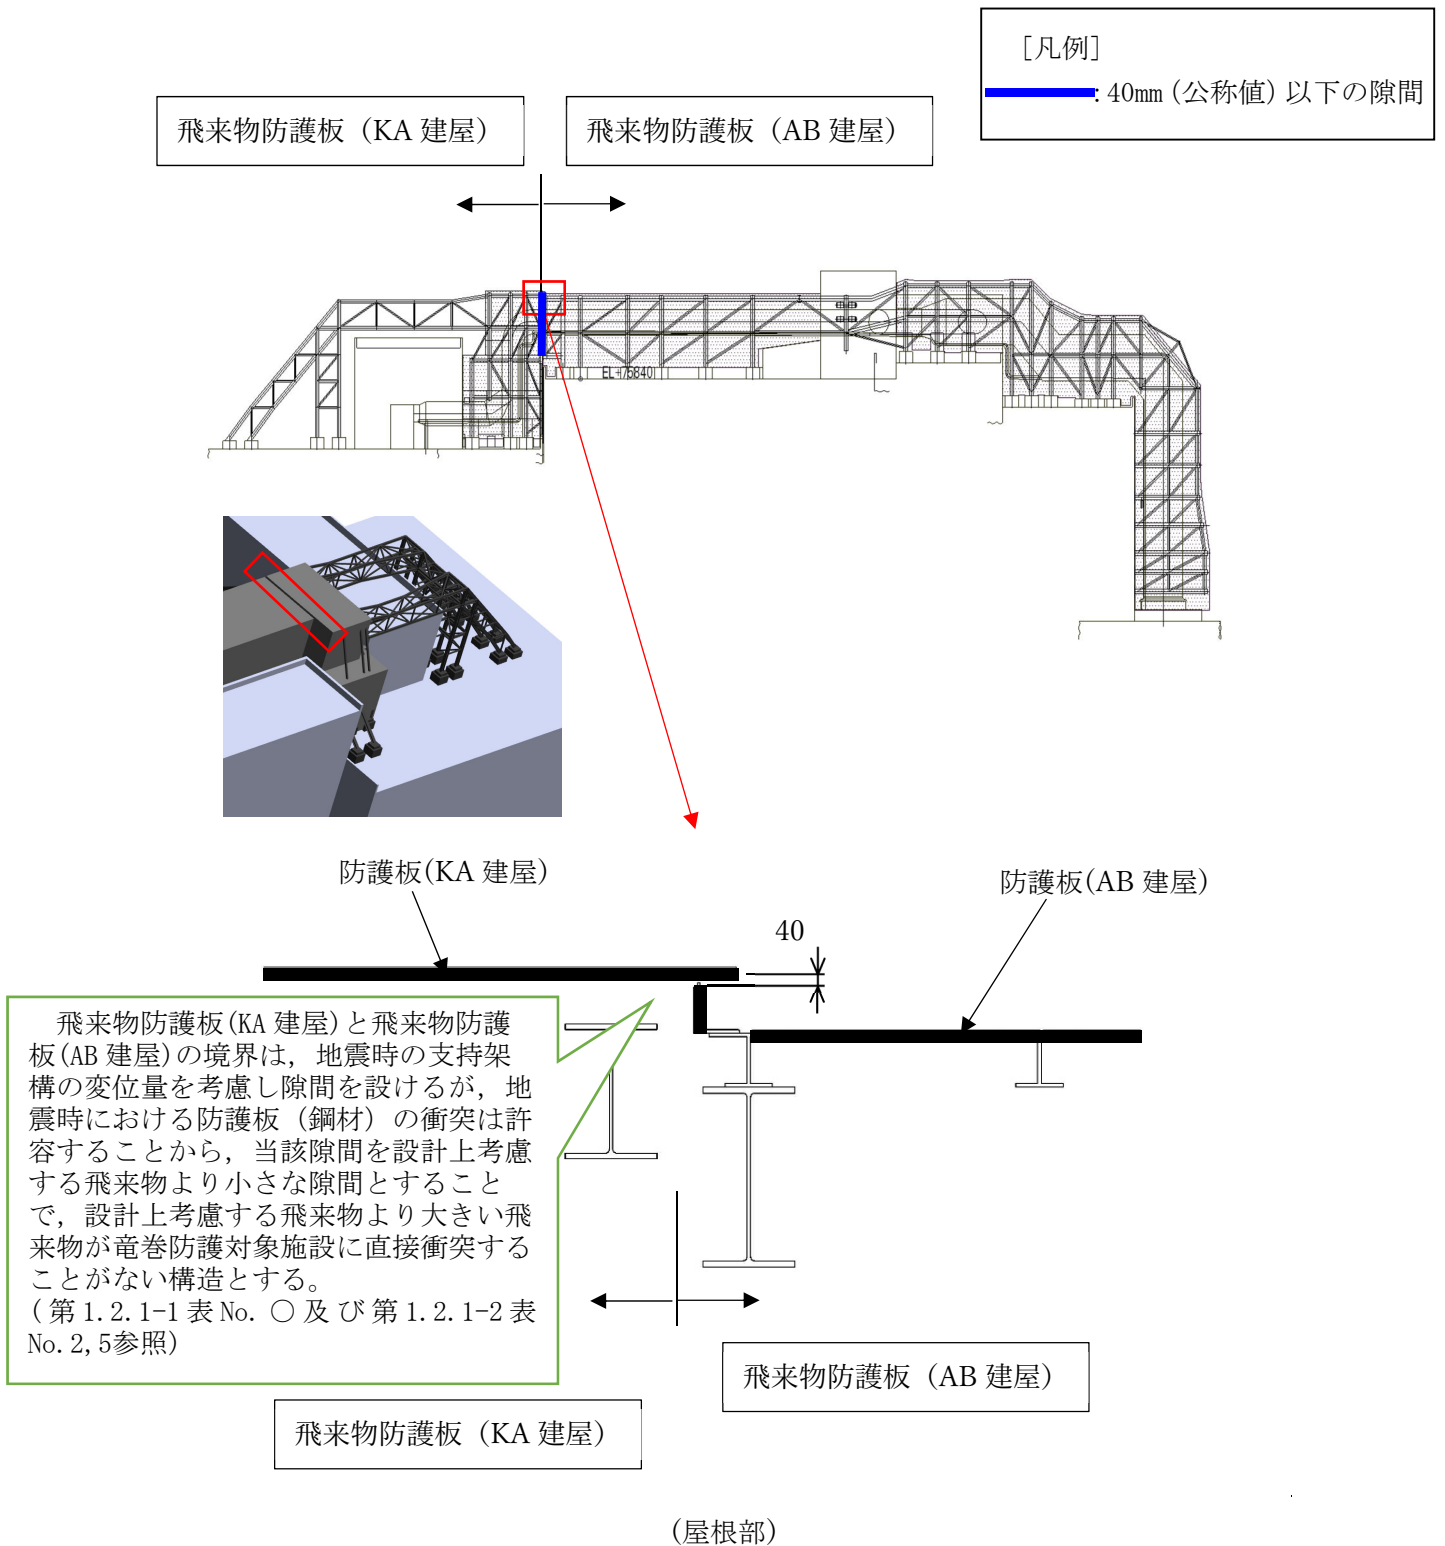 [凡例]
: 40mm(公称値)以下の隙間
飛来物防護板（KA 建屋）
飛来物防護板（AB 建屋）
EL+75840
防護板(KA 建屋)
防護板(AB 建屋)
40
飛来物防護板(KA 建屋)と飛来物防護
板(AB 建屋)の境界は，地震時の支持架
構の変位量を考慮し隙間を設けるが，地
震時における防護板（鋼材）の衝突は許
容することから，当該隙間を設計上考慮
する飛来物より小さな隙間とすること
で，設計上考慮する飛来物より大きい飛
来物が竜巻防護対象施設に直接衝突する
ことがない構造とする。
(第1.2.1-1表No.○及び第1.2.1-2表
No.2,5参照)
飛来物防護板（AB 建屋）
飛来物防護板（KA 建屋）
(屋根部)